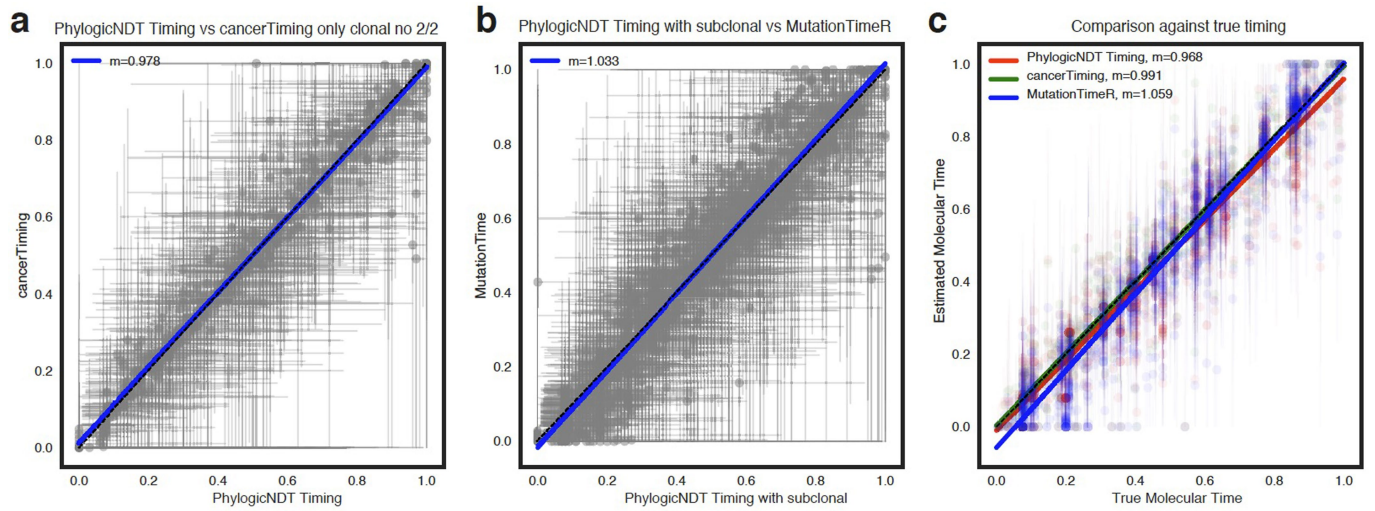 a
PhylogicNDT Timing vs cancerTiming only clonal no 2/2
m=0.978
cancerTiming
1.0
0.8
0.6
0.4
0.2
0.0
0.0 0.2 0.4 0.6 0.8 1.0
PhylogicNDT Timing
b
PhylogicNDT Timing with subclonal vs MutationTimeR
m=1.033
MutationTime
1.0
0.8
0.6
0.4
0.2
0.0
0.0 0.2 0.4 0.6 0.8 1.0
PhylogicNDT Timing with subclonal
c
Comparison against true timing
PhylogicNDT Timing, m=0.968
cancerTiming, m=0.991
MutationTimeR, m=1.059
Estimated Molecular Time
1.0
0.8
0.6
0.4
0.2
0.0
0.0 0.2 0.4 0.6 0.8 1.0
True Molecular Time